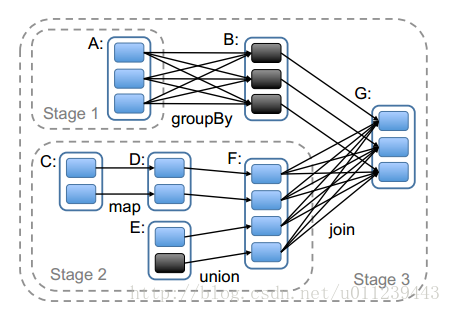 A:
B:
G:
Stage 1
groupBy
C:
D:
F:
map
E:
join
Stage 2
union
Stage 3
http://blog.csdn.net/u011239443